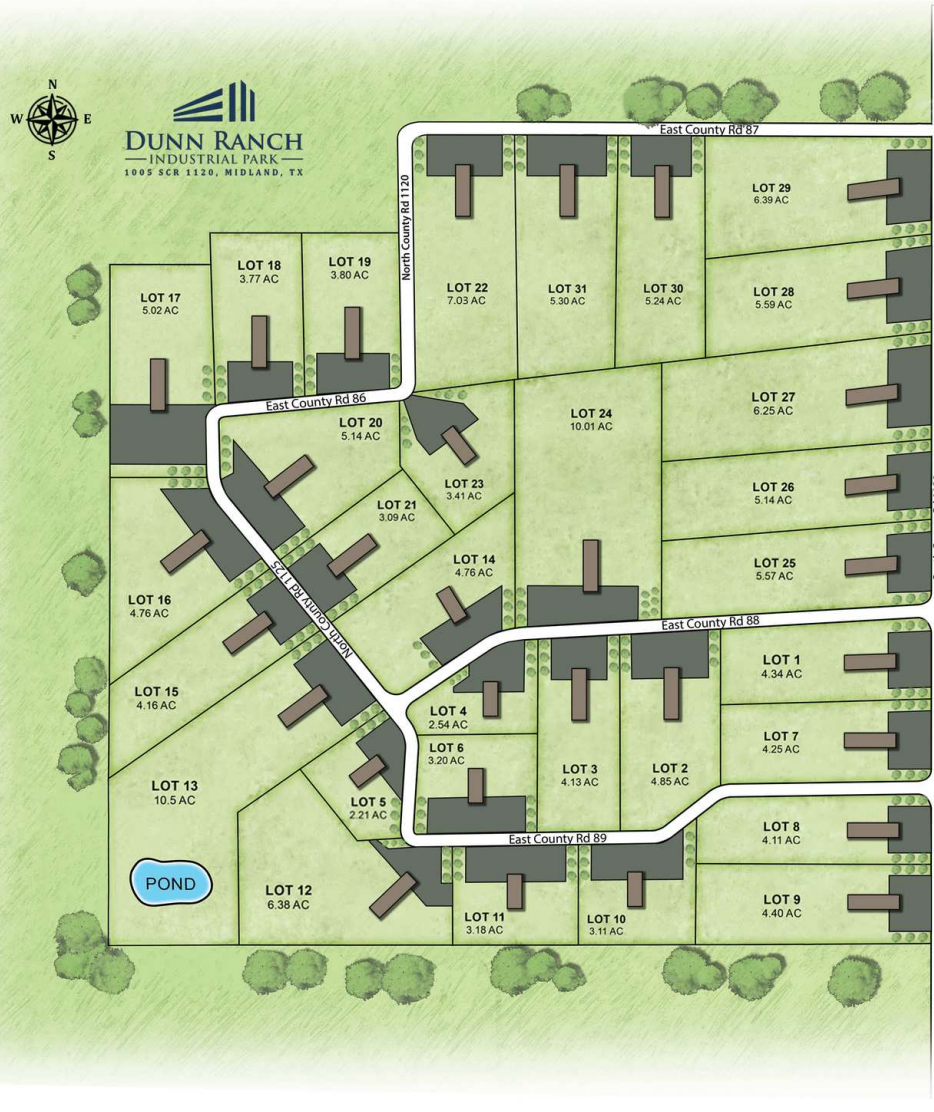 N
W E
S
DUNN RANCH
INDUSTRIAL PARK
1005 SCR 1120, MIDLAND, TX
East County Rd 87
North County Rd 1120
LOT 29
6.39 AC
LOT 18
3.77 AC
LOT 19
3.80 AC
LOT 17
5.02 AC
LOT 22
7.03 AC
LOT 31
5.30 AC
LOT 30
5.24 AC
LOT 28
5.59 AC
East County Rd 86
LOT 20
5.14 AC
LOT 24
10.01 AC
LOT 27
6.25 AC
LOT 23
3.41 AC
LOT 26
5.14 AC
LOT 21
3.09 AC
LOT 14
4.76 AC
LOT 25
5.57 AC
LOT 16
4.76 AC
North County Rd 1125
East County Rd 88
LOT 15
4.16 AC
LOT 1
4.34 AC
LOT 4
2.54 AC
LOT 6
3.20 AC
LOT 7
4.25 AC
LOT 3
4.13 AC
LOT 2
4.85 AC
LOT 13
10.5 AC
LOT 5
2.21 AC
East County Rd 89
LOT 8
4.11 AC
POND
LOT 12
6.38 AC
LOT 11
3.18 AC
LOT 10
3.11 AC
LOT 9
4.40 AC